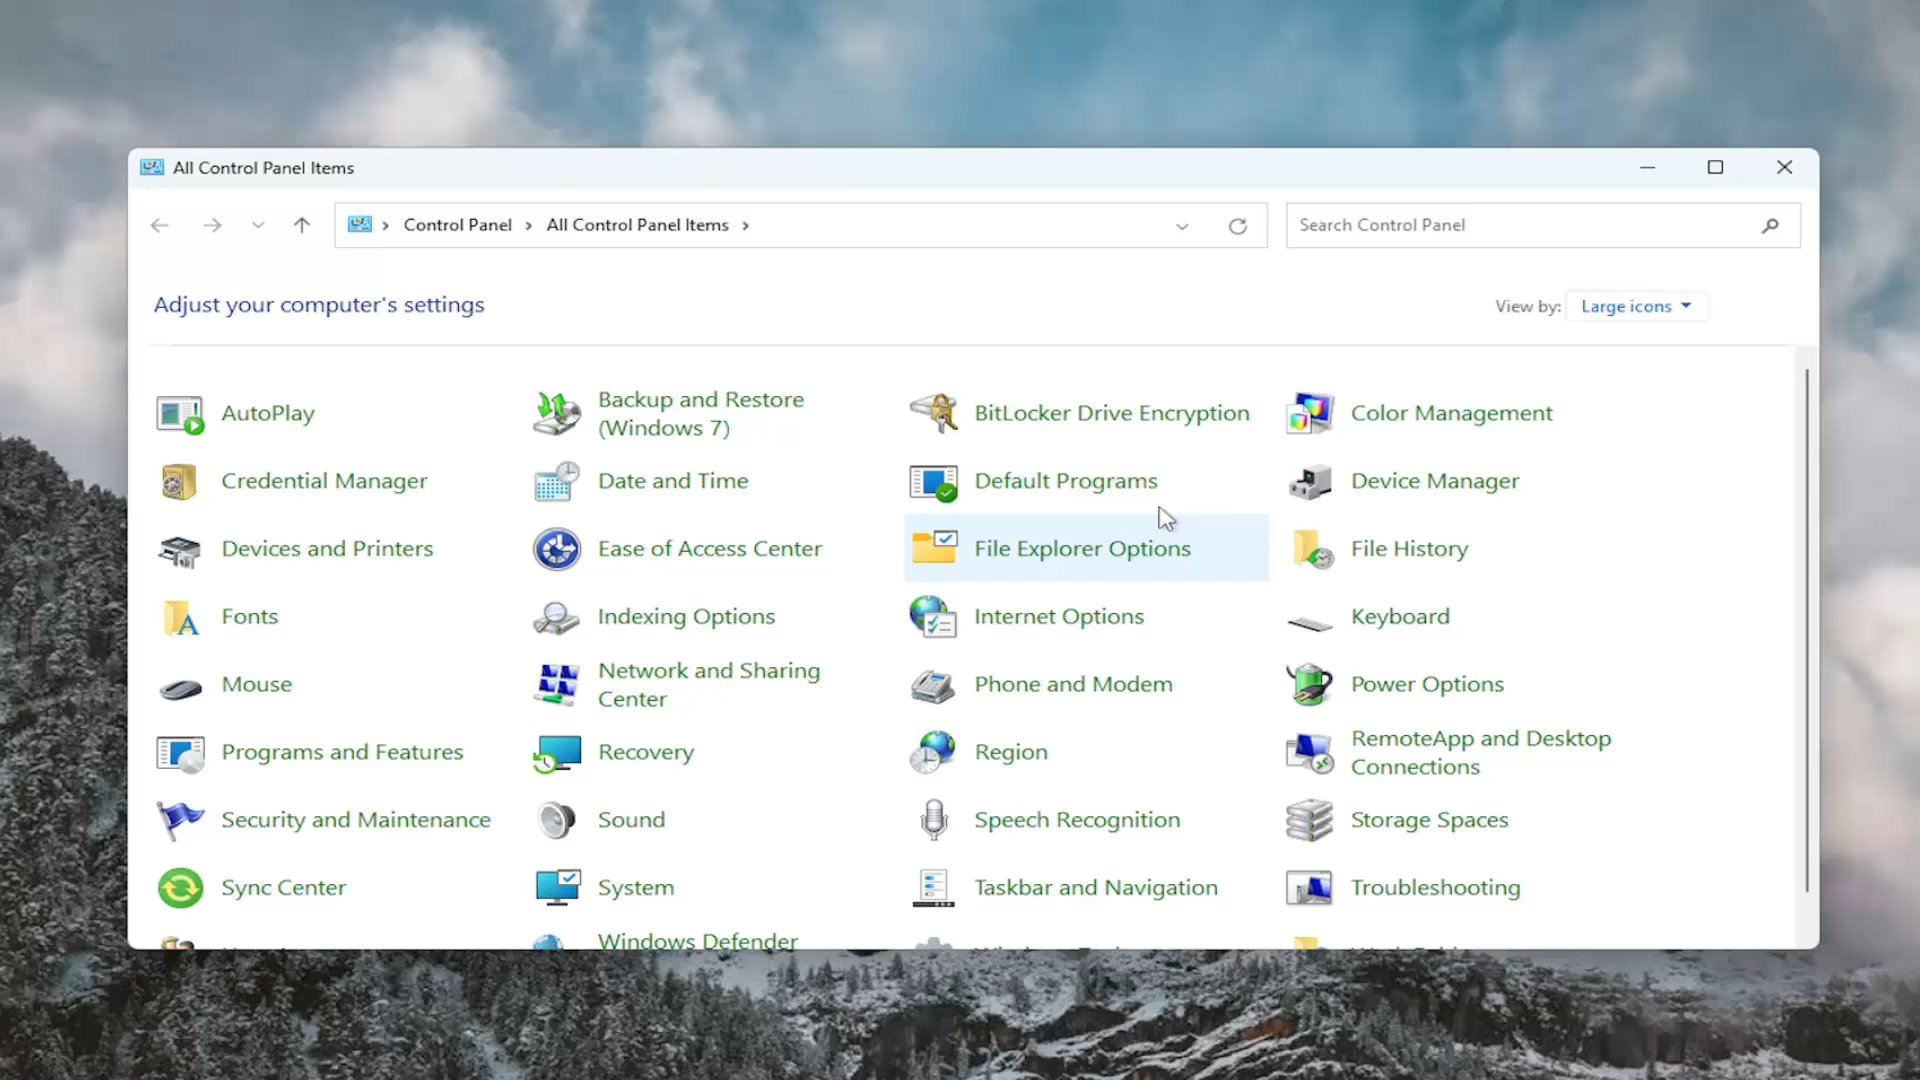 All Control Panel Items
Control Panel
All Control Panel Items
Search Control Panel
Adjust your computer's settings
View by:
Large icons
AutoPlay
Backup and Restore
(Windows 7)
BitLocker Drive Encryption
Color Management
Credential Manager
Date and Time
Default Programs
Device Manager
Devices and Printers
Ease of Access Center
File Explorer Options
File History
Fonts
Indexing Options
Internet Options
Keyboard
Mouse
Network and Sharing
Center
Phone and Modem
Power Options
Programs and Features
Recovery
Region
RemoteApp and Desktop
Connections
Security and Maintenance
Sound
Speech Recognition
Storage Spaces
Sync Center
System
Taskbar and Navigation
Troubleshooting
Windows Defender